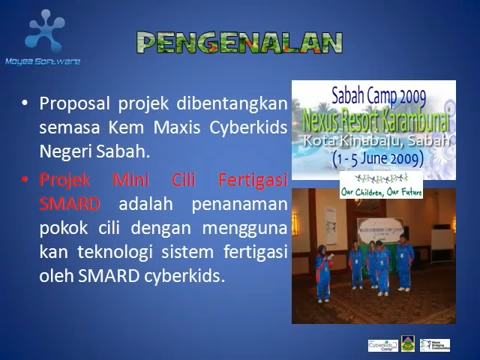 Moyea Software
PENGENALAN
• Proposal projek dibentangkan
semasa Kem Maxis Cyberkids
Negeri Sabah.
• Projek Mini Cili Fertigasi
SMARD adalah penanaman
pokok cili dengan mengguna
kan teknologi sistem fertigasi
oleh SMARD cyberkids.
Sabah Camp 2009
Nexus Resort Karambunai
Kota Kinabalu, Sabah
(1 - 5 June 2009)
Our Children, Our Future
Cyberkids
Camp